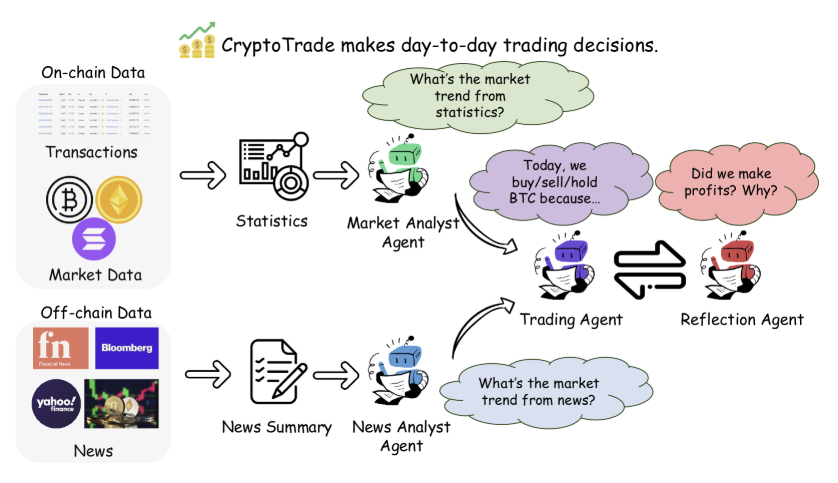 CryptoTrade makes day-to-day trading decisions.
On-chain Data
Transactions
Market Data
Statistics
What's the market
trend from
statistics?
Market Analyst
Agent
Today, we
buy/sell/hold
BTC because...
Did we make
profits? Why?
Trading Agent
Reflection Agent
Off-chain Data
fn
Financial News
Bloomberg
yahoo!
finance
News
News Summary
News Analyst
Agent
What's the market
trend from news?